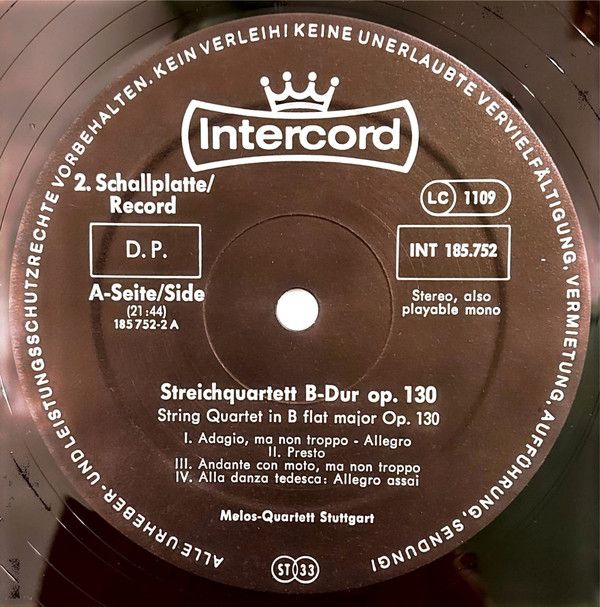 ALLE URHEBER- UND LEISTUNGSSCHUTZRECHTE VORBEHALTEN. KEIN VERLEIH! KEINE UNERLAUBTE VERVIELFÄLTIGUNG, VERMIETUNG, AUFFÜHRUNG, SENDUNG!
Intercord
2. Schallplatte/
Record
D. P.
A-Seite/Side
(21:44)
185 752-2 A
LC 1109
INT 185.752
Stereo, also
playable mono
Streichquartett B-Dur op. 130
String Quartet in B flat major Op. 130
I. Adagio, ma non troppo - Allegro
II. Presto
III. Andante con moto, ma non troppo
IV. Alla danza tedesca: Allegro assai
Melos-Quartett Stuttgart
ST 33